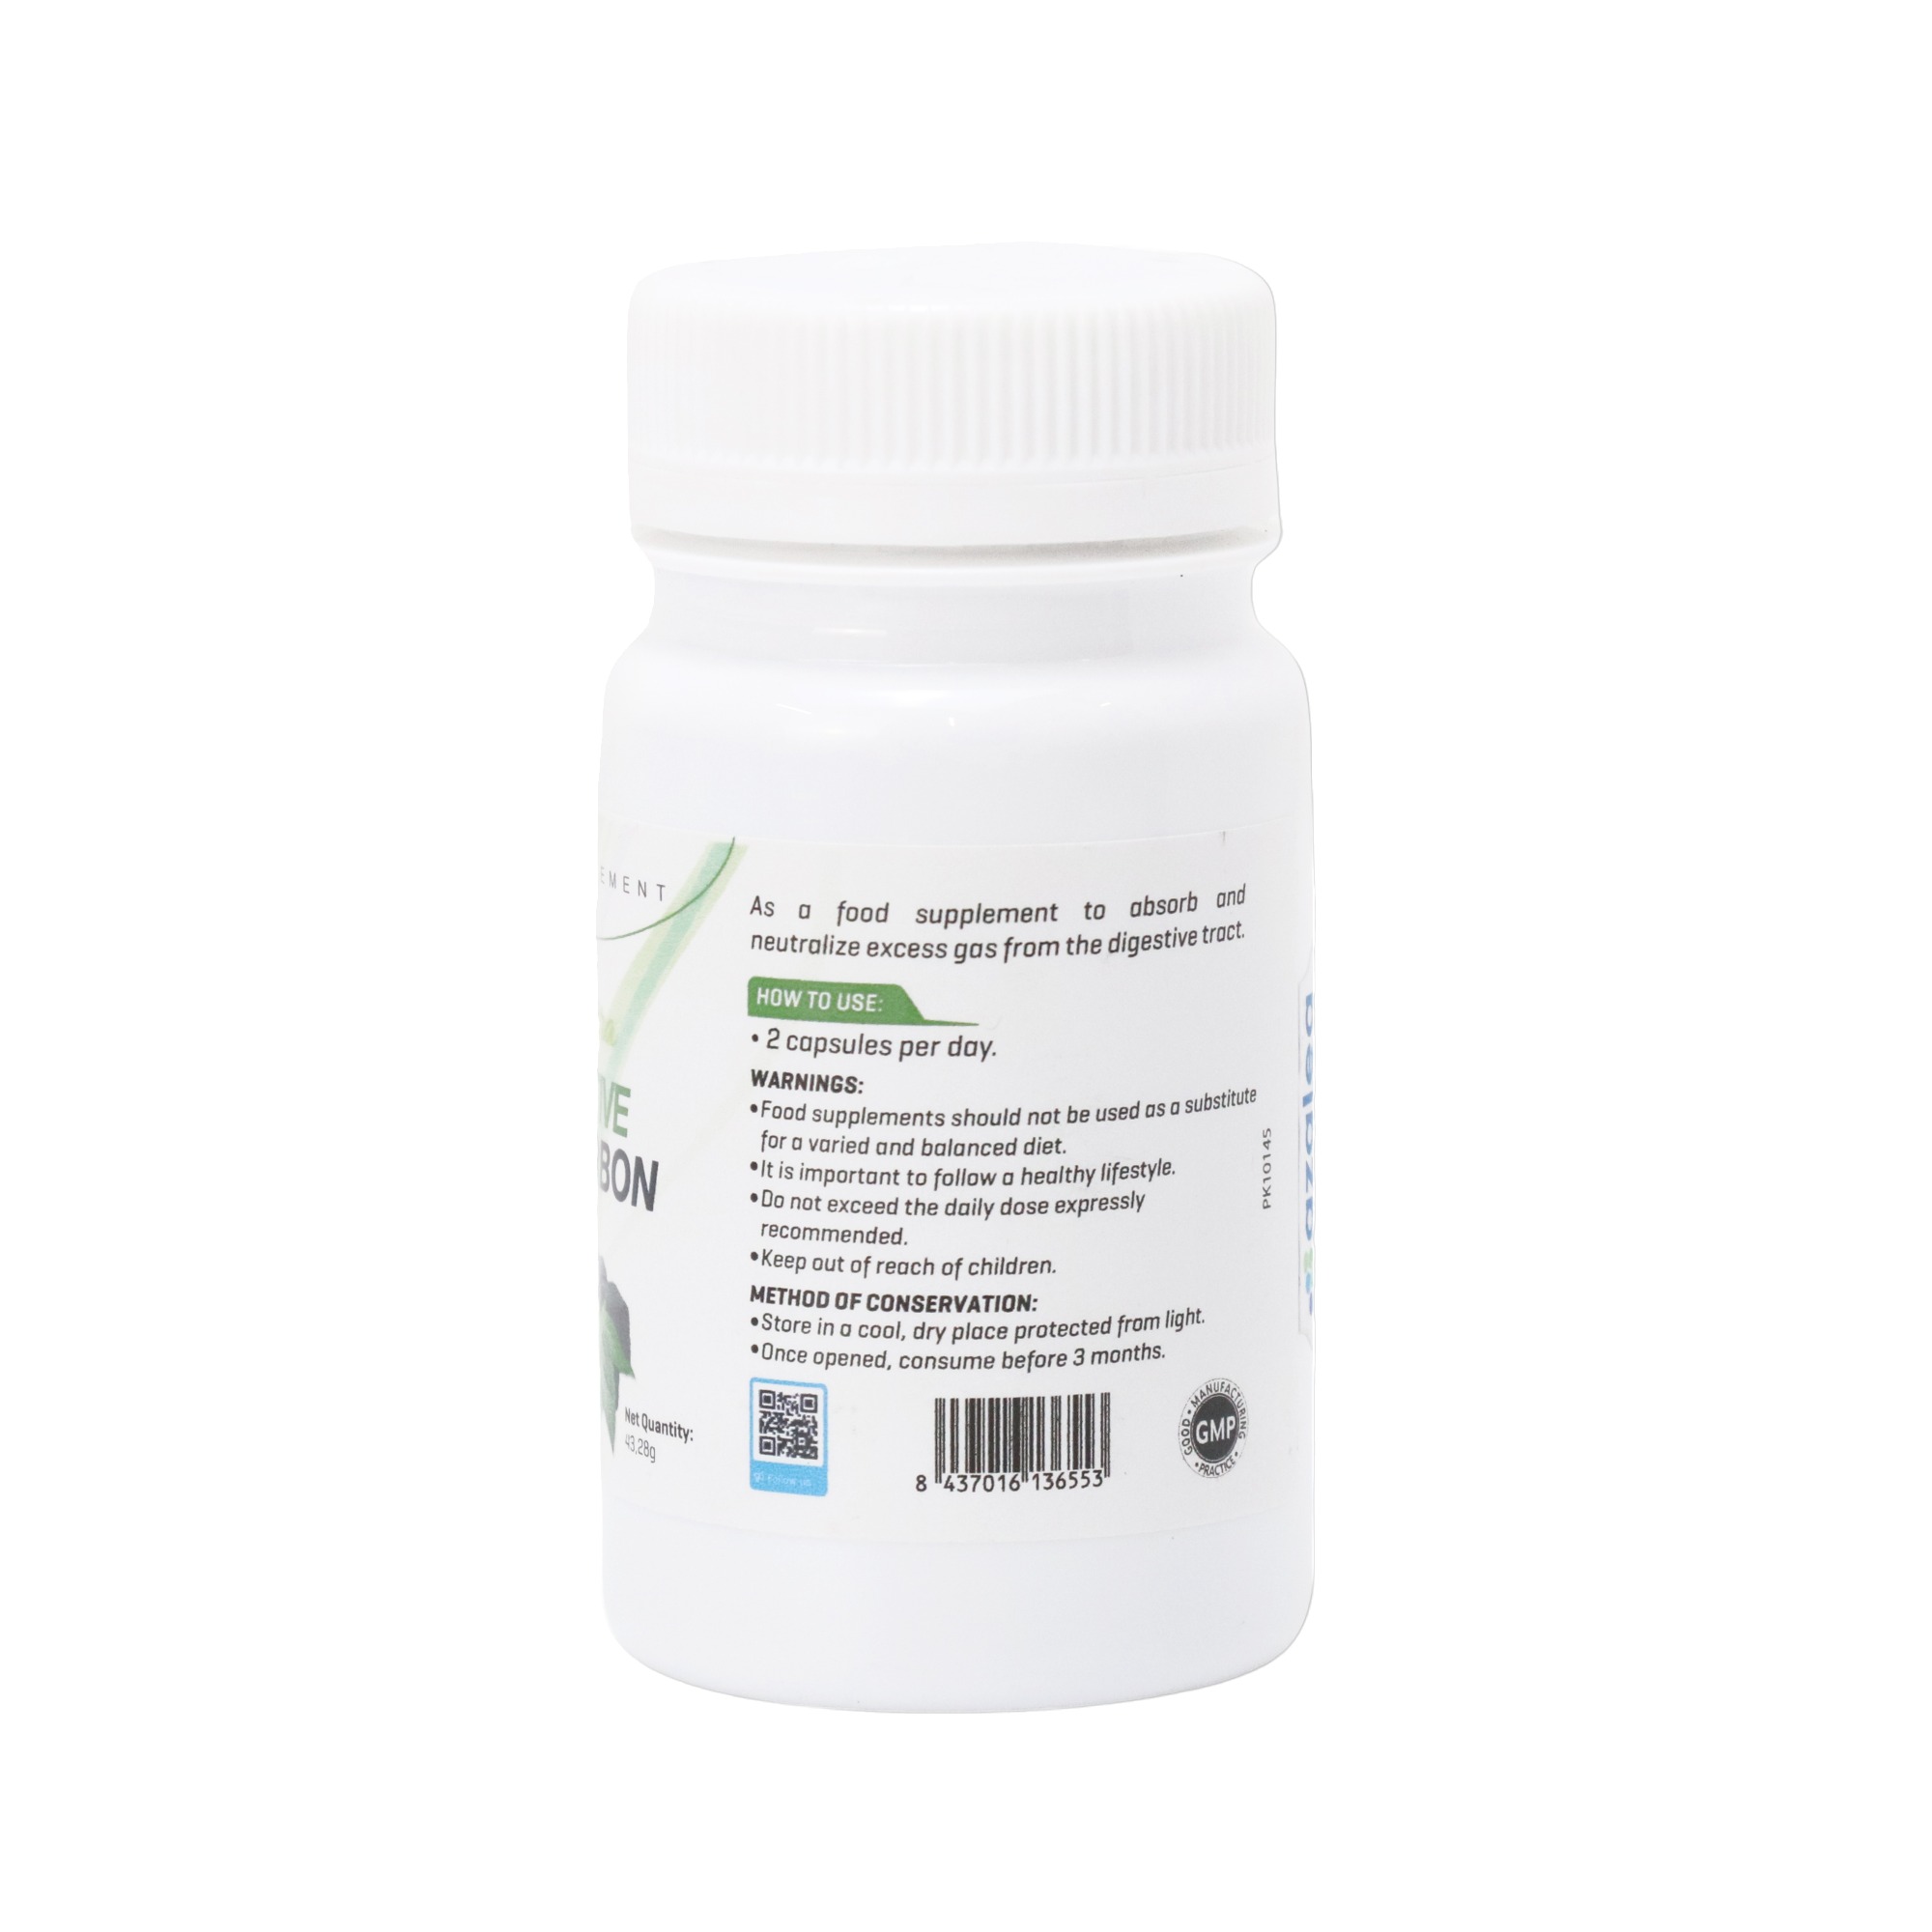 EMENT
IVE
BON
Net Quantity:
43,28g
As a food supplement to absorb and
neutralize excess gas from the digestive tract.
HOW TO USE:
• 2 capsules per day.
WARNINGS:
•Food supplements should not be used as a substitute
for a varied and balanced diet.
•It is important to follow a healthy lifestyle.
•Do not exceed the daily dose expressly
recommended.
•Keep out of reach of children.
METHOD OF CONSERVATION:
•Store in a cool, dry place protected from light.
•Once opened, consume before 3 months.
Follow us
8 437016 136553
GOOD • MANUFACTURING
GMP
• PRACTICE •
PK10145